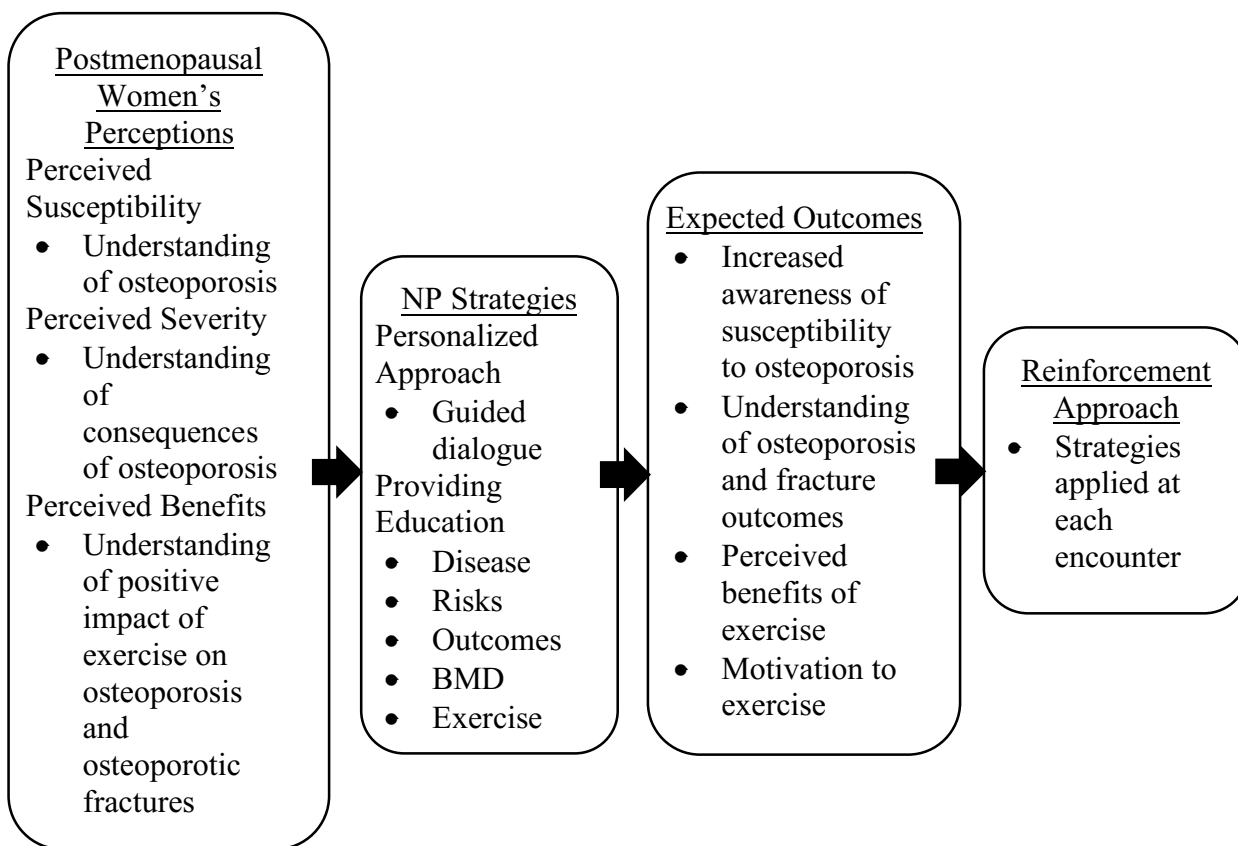 Postmenopausal
Women's
Perceptions
Perceived
Susceptibility
• Understanding
of osteoporosis
Perceived Severity
• Understanding
of
consequences
of osteoporosis
Perceived Benefits
• Understanding
of positive
impact of
exercise on
osteoporosis
and
osteoporotic
fractures
NP Strategies
Personalized
Approach
• Guided
dialogue
Providing
Education
• Disease
• Risks
• Outcomes
• BMD
• Exercise
Expected Outcomes
• Increased
awareness of
susceptibility
to osteoporosis
• Understanding
of osteoporosis
and fracture
outcomes
• Perceived
benefits of
exercise
• Motivation to
exercise
Reinforcement
Approach
• Strategies
applied at
each
encounter